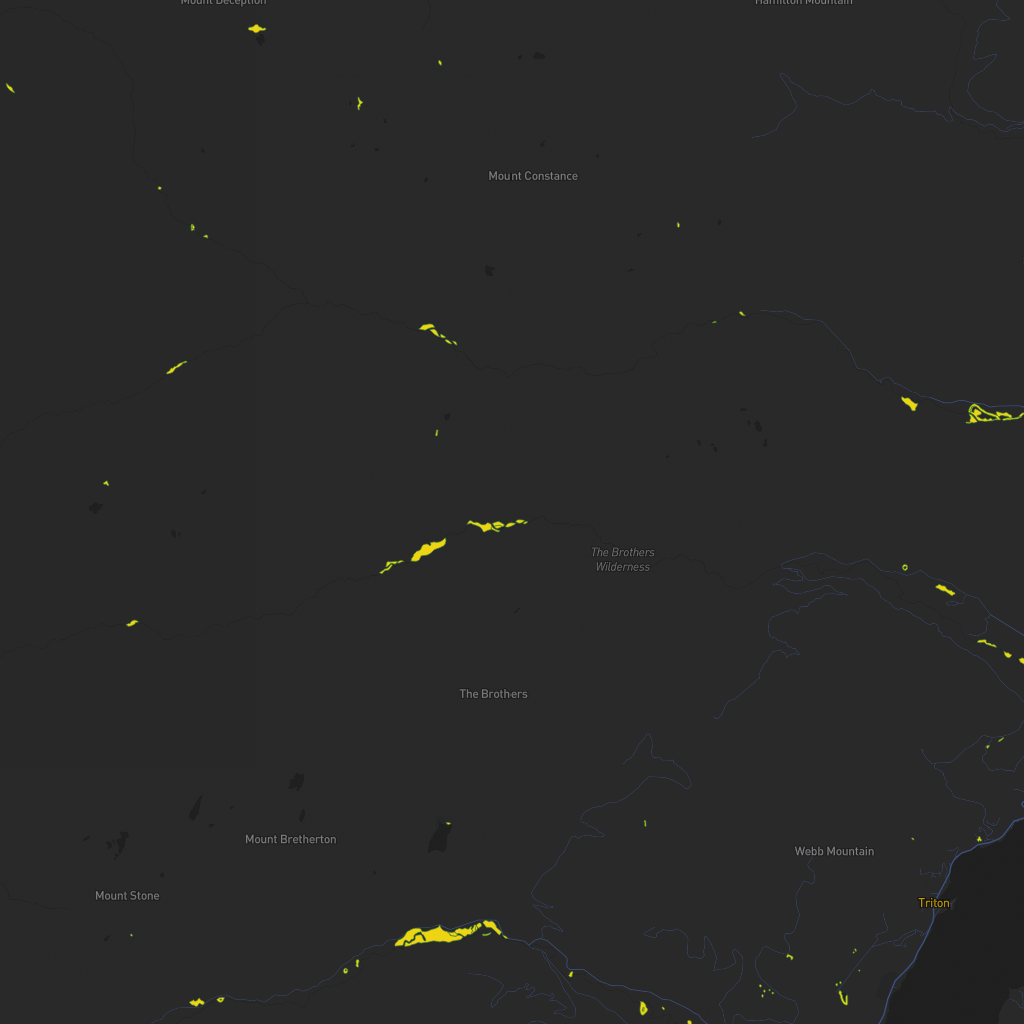 Mount Deception
Hamilton Mountain
Mount Constance
The Brothers
Wilderness
The Brothers
Mount Bretherton
Webb Mountain
Mount Stone
Triton